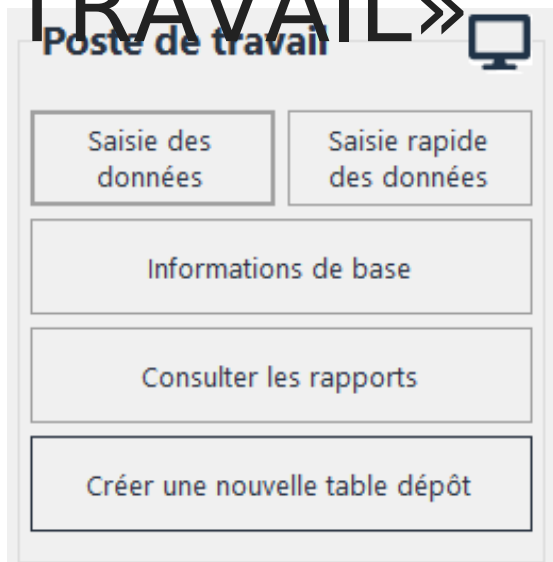 TRAVAIL»
Poste de travail
Saisie des
données
Saisie rapide
des données
Informations de base
Consulter les rapports
Créer une nouvelle table dépôt